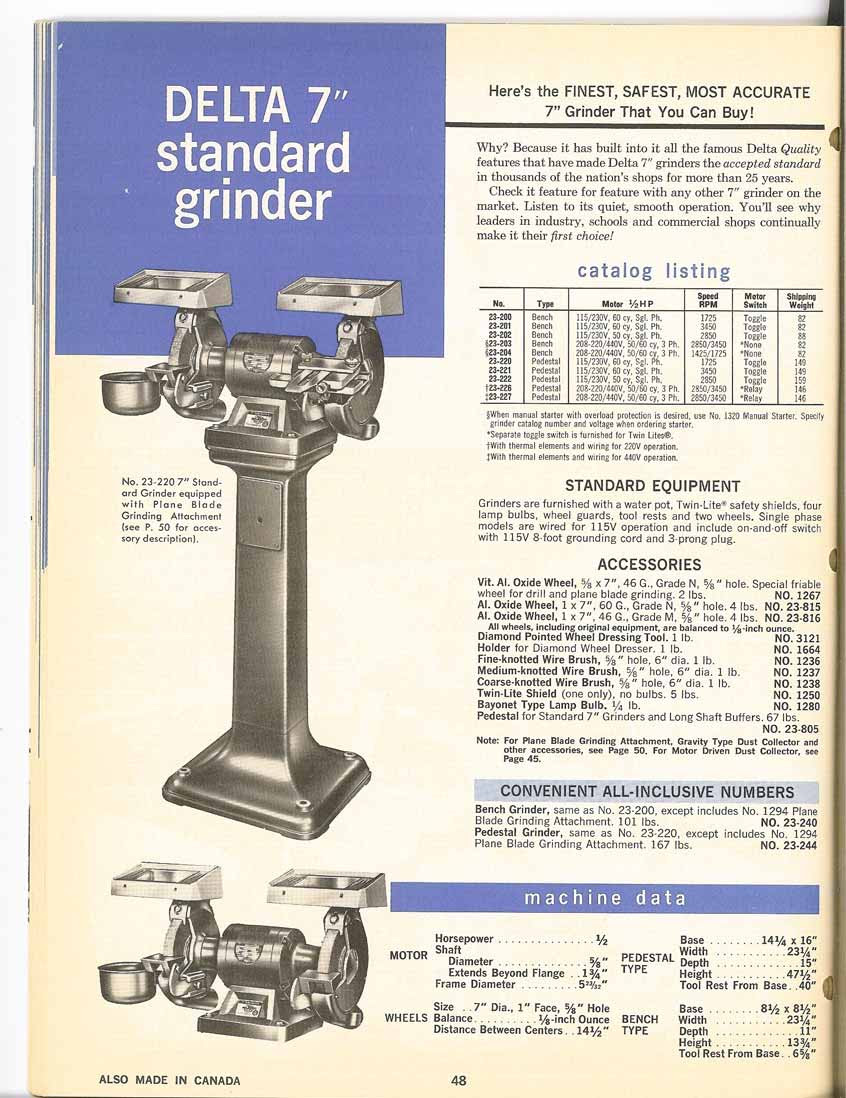 DELTA 7"
standard
grinder
Here's the FINEST, SAFEST, MOST ACCURATE
7" Grinder That You Can Buy!
Why? Because it has built into it all the famous Delta Quality
features that have made Delta 7" grinders the accepted standard
in thousands of the nation's shops for more than 25 years.
Check it feature for feature with any other 7" grinder on the
market. Listen to its quiet, smooth operation. You'll see why
leaders in industry, schools and commercial shops continually
make it their first choice!
catalog listing
No. Type Motor ½ HP Speed RPM Motor Switch Shipping Weight
23-200 Bench 115/230V, 60 cy, Sgl. Ph. 1725 Toggle 82
23-201 Bench 115/230V, 60 cy, Sgl. Ph. 3450 Toggle 82
23-202 Bench 115/230V, 50 cy, Sgl. Ph. 2850 Toggle 88
§23-203 Bench 208-220/440V, 50/60 cy, 3 Ph. 2850/3450 *None 82
§23-204 Bench 208-220/440V, 50/60 cy, 3 Ph. 1425/1725 *None 82
23-220 Pedestal 115/230V, 60 cy, Sgl. Ph. 1725 Toggle 149
23-221 Pedestal 115/230V, 60 cy, Sgl. Ph. 3450 Toggle 149
23-222 Pedestal 115/230V, 50 cy, Sgl. Ph. 2850 Toggle 159
†23-226 Pedestal 208-220/440V, 50/60 cy, 3 Ph. 2850/3450 *Relay 146
‡23-227 Pedestal 208-220/440V, 50/60 cy, 3 Ph. 2850/3450 *Relay 146
§When manual starter with overload protection is desired, use No. 1320 Manual Starter. Specify
grinder catalog number and voltage when ordering starter.
*Separate toggle switch is furnished for Twin Lites®.
†With thermal elements and wiring for 220V operation.
‡With thermal elements and wiring for 440V operation.
No. 23-220 7" Stand-
ard Grinder equipped
with Plane Blade
Grinding Attachment
(see P. 50 for acces-
sory description).
STANDARD EQUIPMENT
Grinders are furnished with a water pot, Twin-Lite® safety shields, four
lamp bulbs, wheel guards, tool rests and two wheels. Single phase
models are wired for 115V operation and include on-and-off switch
with 115V 8-foot grounding cord and 3-prong plug.
ACCESSORIES
Vit. Al. Oxide Wheel, ⅝ x 7", 46 G., Grade N, ⅝" hole. Special friable
wheel for drill and plane blade grinding. 2 lbs. NO. 1267
Al. Oxide Wheel, 1 x 7", 60 G., Grade N, ⅝" hole. 4 lbs. NO. 23-815
Al. Oxide Wheel, 1 x 7", 46 G., Grade M, ⅝" hole. 4 lbs. NO. 23-816
All wheels, including original equipment, are balanced to ⅛-inch ounce.
Diamond Pointed Wheel Dressing Tool. 1 lb. NO. 3121
Holder for Diamond Wheel Dresser. 1 lb. NO. 1664
Fine-knotted Wire Brush, ⅝" hole, 6" dia. 1 lb. NO. 1236
Medium-knotted Wire Brush, ⅝" hole, 6" dia. 1 lb. NO. 1237
Coarse-knotted Wire Brush, ⅝" hole, 6" dia. 1 lb. NO. 1238
Twin-Lite Shield (one only), no bulbs. 5 lbs. NO. 1250
Bayonet Type Lamp Bulb. ¼ lb. NO. 1280
Pedestal for Standard 7" Grinders and Long Shaft Buffers. 67 lbs.
NO. 23-805
Note: For Plane Blade Grinding Attachment, Gravity Type Dust Collector and
other accessories, see Page 50. For Motor Driven Dust Collector, see
Page 45.
CONVENIENT ALL-INCLUSIVE NUMBERS
Bench Grinder, same as No. 23-200, except includes No. 1294 Plane
Blade Grinding Attachment. 101 lbs. NO. 23-240
Pedestal Grinder, same as No. 23-220, except includes No. 1294
Plane Blade Grinding Attachment. 167 lbs. NO. 23-244
machine data
MOTOR
Horsepower ............... ½
Shaft
Diameter .............. ⅝"
Extends Beyond Flange .. 1¾"
Frame Diameter ......... 5 23/32"
WHEELS
Size .. 7" Dia., 1" Face, ⅝" Hole
Balance .......... ⅛-inch Ounce
Distance Between Centers .. 14½"
PEDESTAL TYPE
Base ........ 14¼ x 16"
Width ............ 23¼"
Depth ............ 15"
Height ........... 47½"
Tool Rest From Base .. 40"
BENCH TYPE
Base ........ 8½ x 8½"
Width ............ 23¼"
Depth ............ 11"
Height ........... 13¾"
Tool Rest From Base .. 6⅝"
ALSO MADE IN CANADA
48